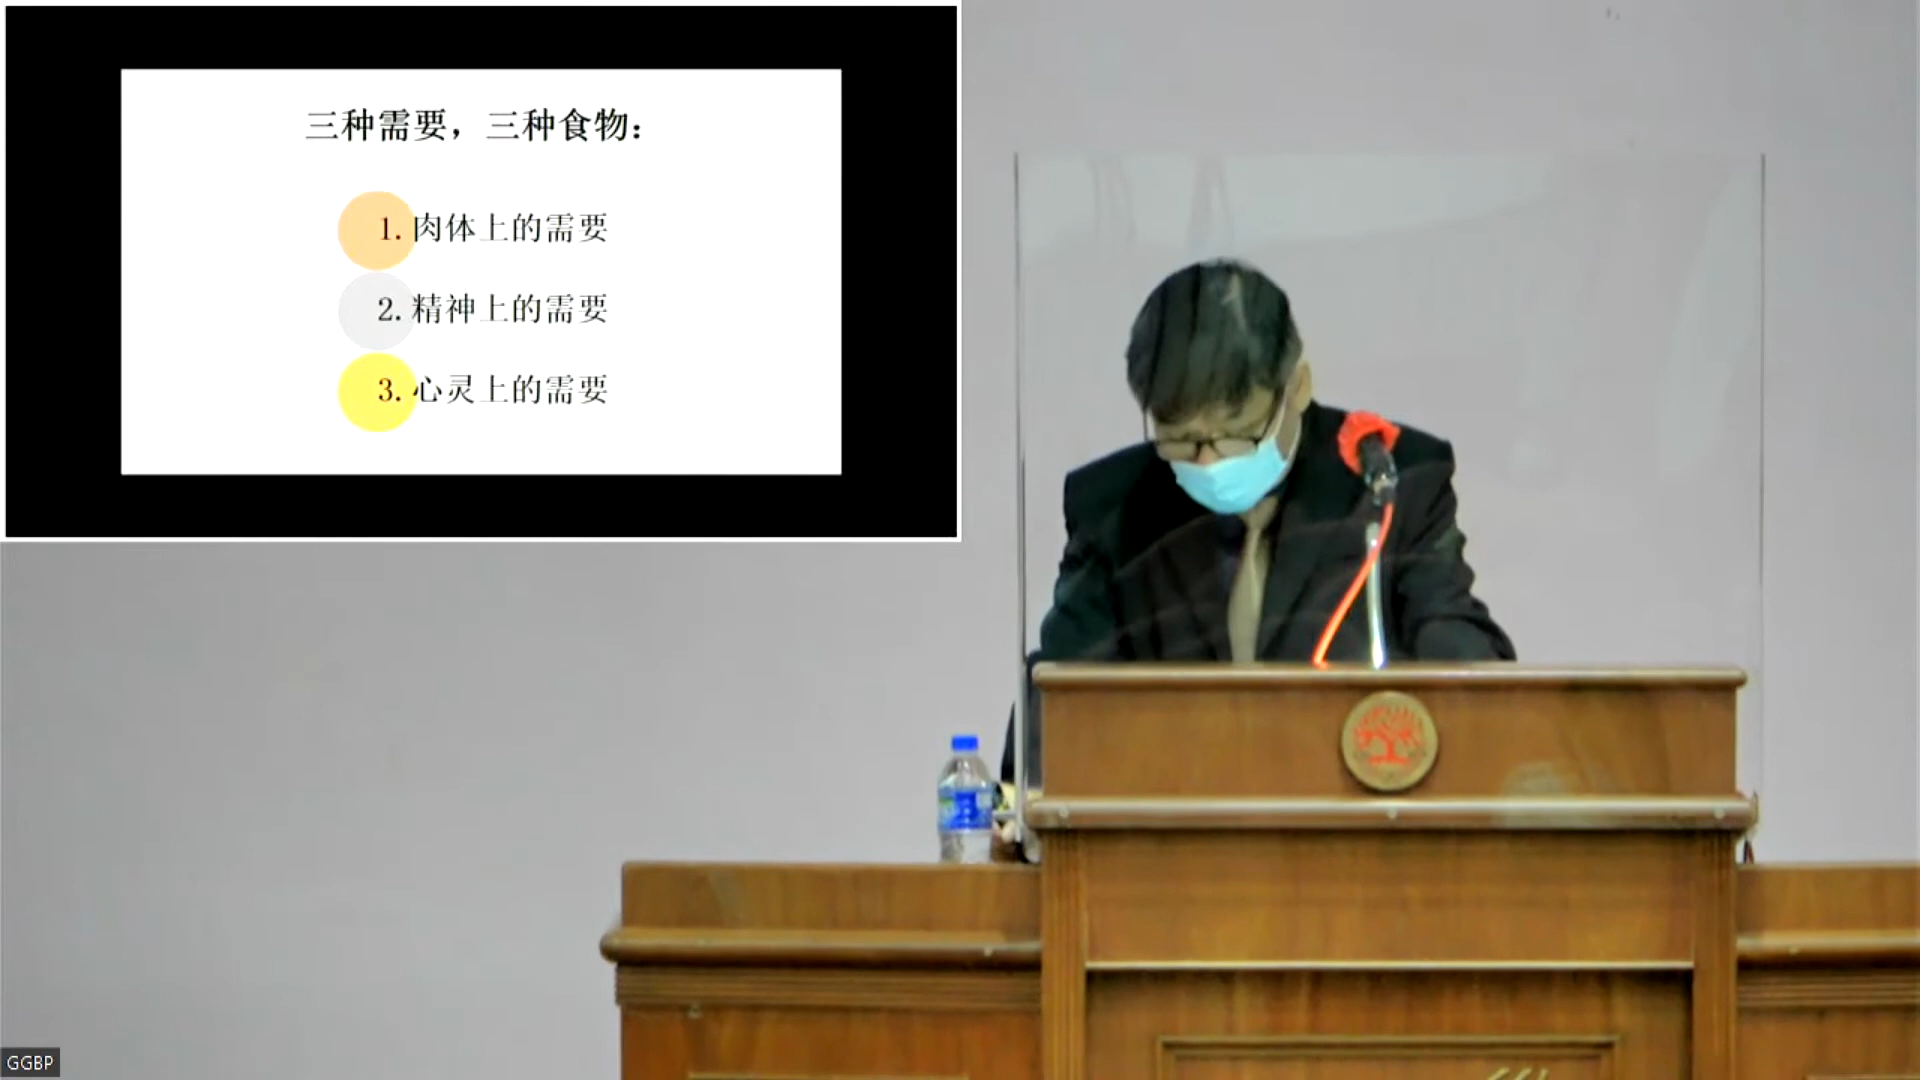 三种需要，三种食物：
1. 肉体上的需要
2. 精神上的需要
3. 心灵上的需要
GGBP